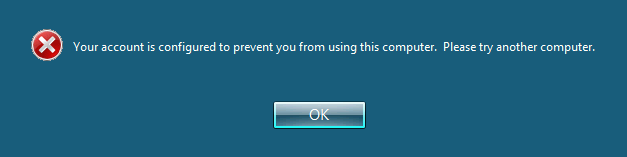 Your account is configured to prevent you from using this computer.  Please try another computer.
OK